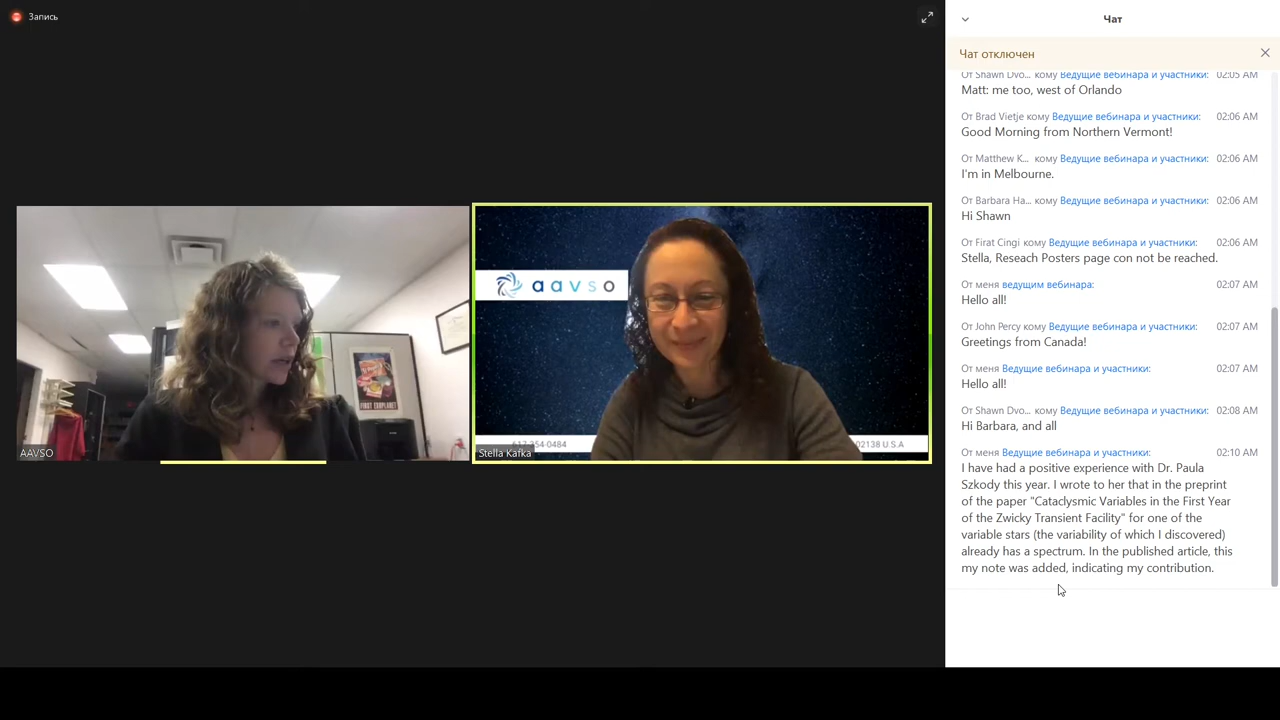 Запись
aavso
FIRST EXOPLANET
AAVSO
617 354 0484
02138 U.S.A
Stella Kafka
Чат
Чат отключен
От Shawn Dvo... кому Ведущие вебинара и участники: 02:05 AM
Matt: me too, west of Orlando
От Brad Vietje кому Ведущие вебинара и участники: 02:06 AM
Good Morning from Northern Vermont!
От Matthew K... кому Ведущие вебинара и участники: 02:06 AM
I'm in Melbourne.
От Barbara Ha... кому Ведущие вебинара и участники: 02:06 AM
Hi Shawn
От Firat Cingi кому Ведущие вебинара и участники: 02:06 AM
Stella, Reseach Posters page con not be reached.
От меня ведущим вебинара: 02:07 AM
Hello all!
От John Percy кому Ведущие вебинара и участники: 02:07 AM
Greetings from Canada!
От меня Ведущие вебинара и участники: 02:07 AM
Hello all!
От Shawn Dvo... кому Ведущие вебинара и участники: 02:08 AM
Hi Barbara, and all
От меня Ведущие вебинара и участники: 02:10 AM
I have had a positive experience with Dr. Paula
Szkody this year. I wrote to her that in the preprint
of the paper "Cataclysmic Variables in the First Year
of the Zwicky Transient Facility" for one of the
variable stars (the variability of which I discovered)
already has a spectrum. In the published article, this
my note was added, indicating my contribution.